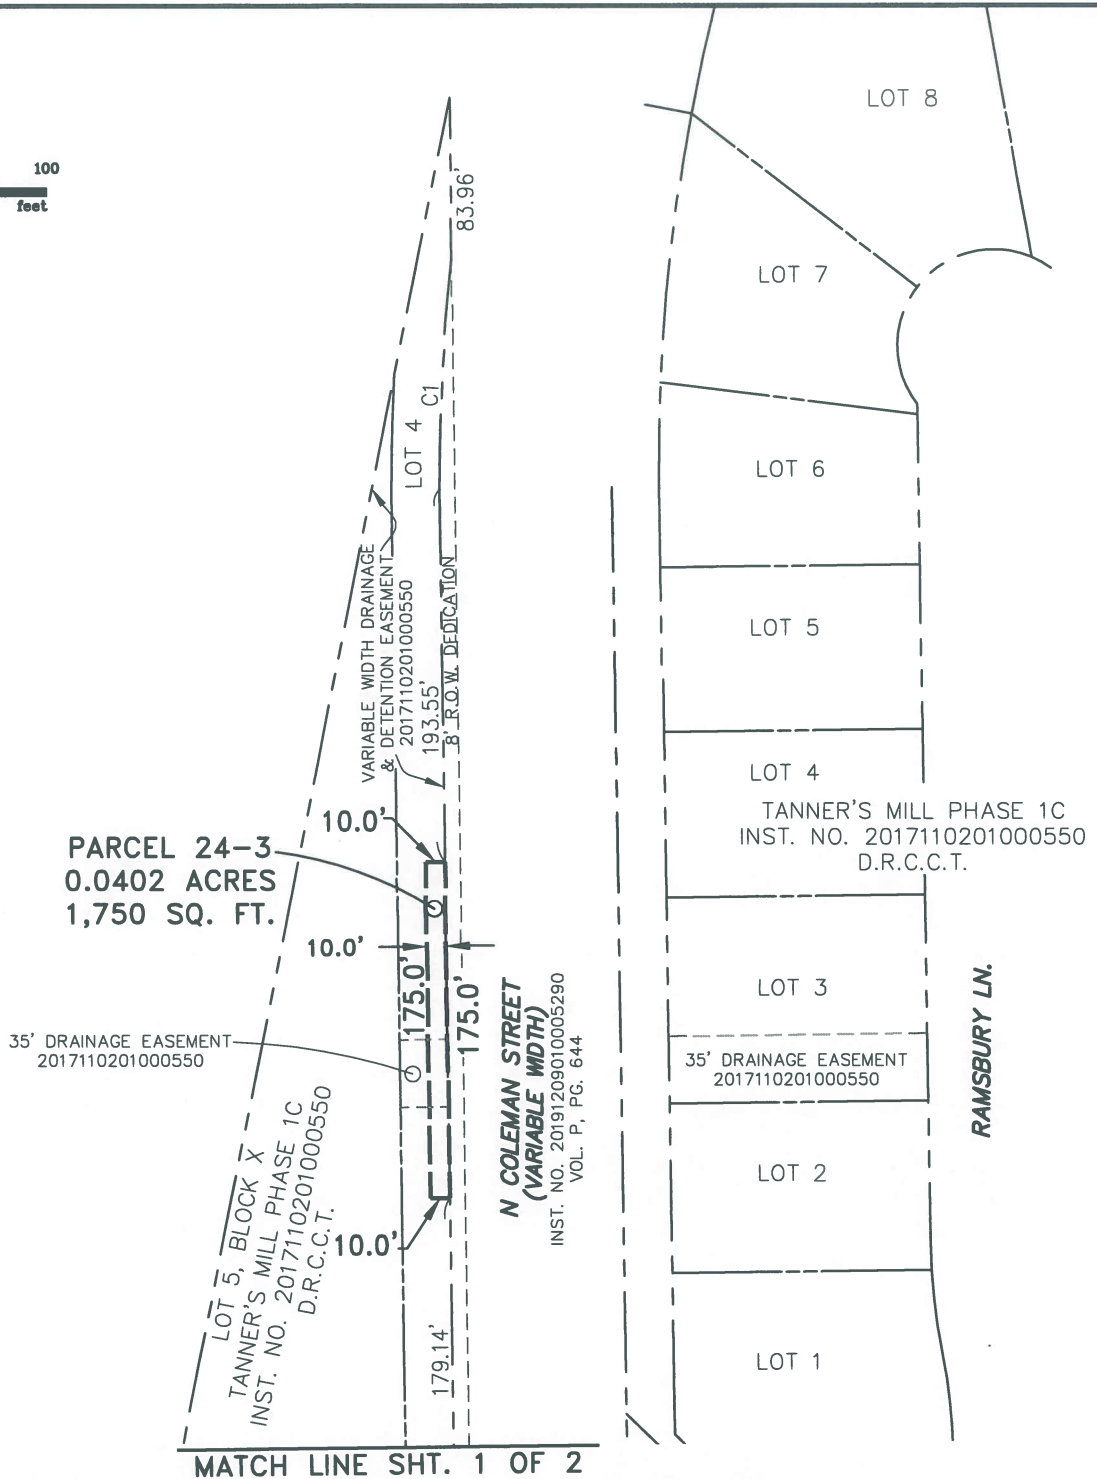 100
feet
LOT 8
83.96'
LOT 7
C1
LOT 4
LOT 6
VARIABLE WIDTH DRAINAGE
& DETENTION EASEMENT
2017110201000550
193.55'
8' R.O.W. DEDICATION
LOT 5
LOT 4
TANNER'S MILL PHASE 1C
INST. NO. 2017110201000550
D.R.C.C.T.
10.0'
PARCEL 24-3
0.0402 ACRES
1,750 SQ. FT.
10.0'
175.0'
175.0'
N COLEMAN STREET
(VARIABLE WIDTH)
INST. NO. 20191209010005290
VOL. P, PG. 644
LOT 3
RAMSBURY LN.
35' DRAINAGE EASEMENT
2017110201000550
35' DRAINAGE EASEMENT
2017110201000550
LOT 2
LOT 5, BLOCK X
TANNER'S MILL PHASE 1C
INST. NO. 2017110201000550
D.R.C.C.T.
10.0'
179.14'
LOT 1
MATCH LINE SHT. 1 OF 2